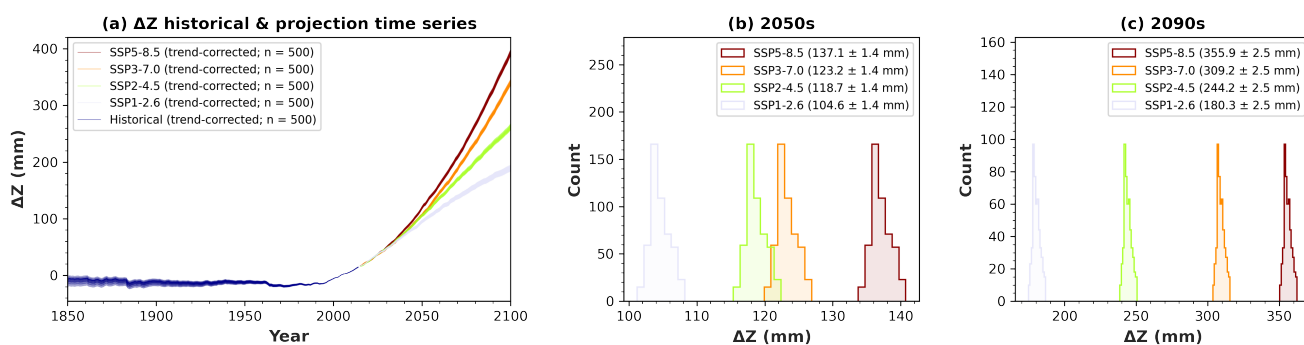 (a) ΔZ historical & projection time series
ΔZ (mm)
400
300
200
100
0
SSP5-8.5 (trend-corrected; n = 500)
SSP3-7.0 (trend-corrected; n = 500)
SSP2-4.5 (trend-corrected; n = 500)
SSP1-2.6 (trend-corrected; n = 500)
Historical (trend-corrected; n = 500)
1850 1900 1950 2000 2050 2100
Year
(b) 2050s
Count
250
200
150
100
50
0
SSP5-8.5 (137.1 ± 1.4 mm)
SSP3-7.0 (123.2 ± 1.4 mm)
SSP2-4.5 (118.7 ± 1.4 mm)
SSP1-2.6 (104.6 ± 1.4 mm)
100 110 120 130 140
ΔZ (mm)
(c) 2090s
Count
160
140
120
100
80
60
40
20
0
SSP5-8.5 (355.9 ± 2.5 mm)
SSP3-7.0 (309.2 ± 2.5 mm)
SSP2-4.5 (244.2 ± 2.5 mm)
SSP1-2.6 (180.3 ± 2.5 mm)
200 250 300 350
ΔZ (mm)